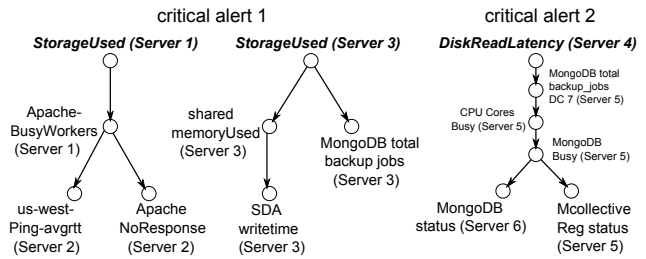 critical alert 1
StorageUsed (Server 1)
Apache-
BusyWorkers
(Server 1)
us-west-
Ping-avgrtt
(Server 2)
Apache
NoResponse
(Server 2)
StorageUsed (Server 3)
shared
memoryUsed
(Server 3)
MongoDB total
backup jobs
(Server 3)
SDA
writetime
(Server 3)
critical alert 2
DiskReadLatency (Server 4)
MongoDB total
backup_jobs
DC 7 (Server 5)
CPU Cores
Busy (Server 5)
MongoDB
Busy (Server 5)
MongoDB
status (Server 6)
Mcollective
Reg status
(Server 5)